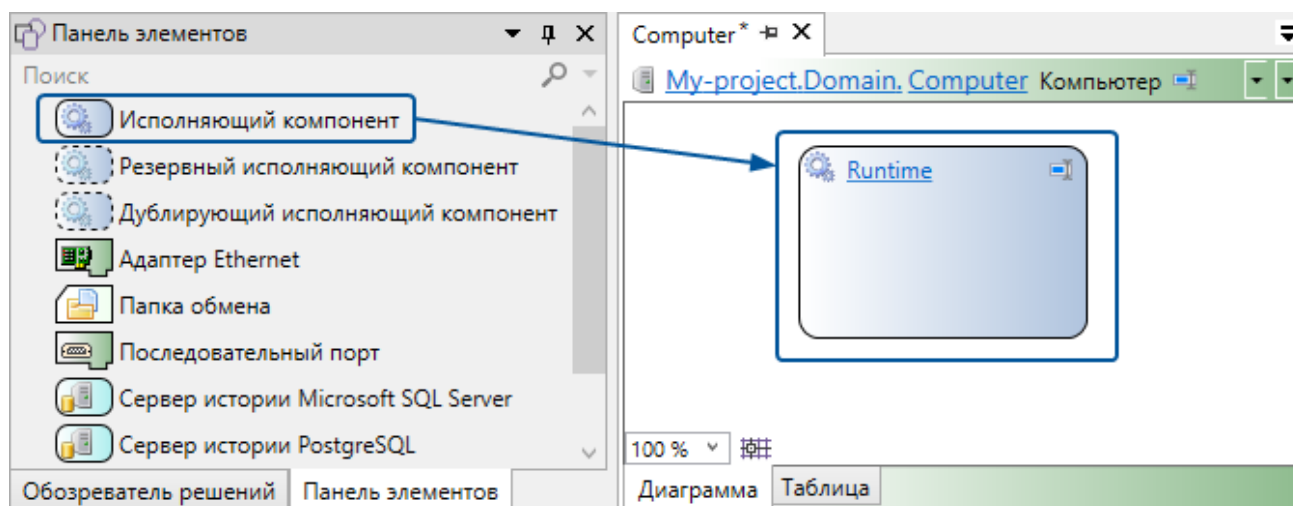 Панель элементов
Поиск
Исполняющий компонент
Резервный исполняющий компонент
Дублирующий исполняющий компонент
Адаптер Ethernet
Папка обмена
Последовательный порт
Сервер истории Microsoft SQL Server
Сервер истории PostgreSQL
Обозреватель решений
Панель элементов
Computer*
My-project.Domain. Computer Компьютер
Runtime
100 %
Диаграмма
Таблица